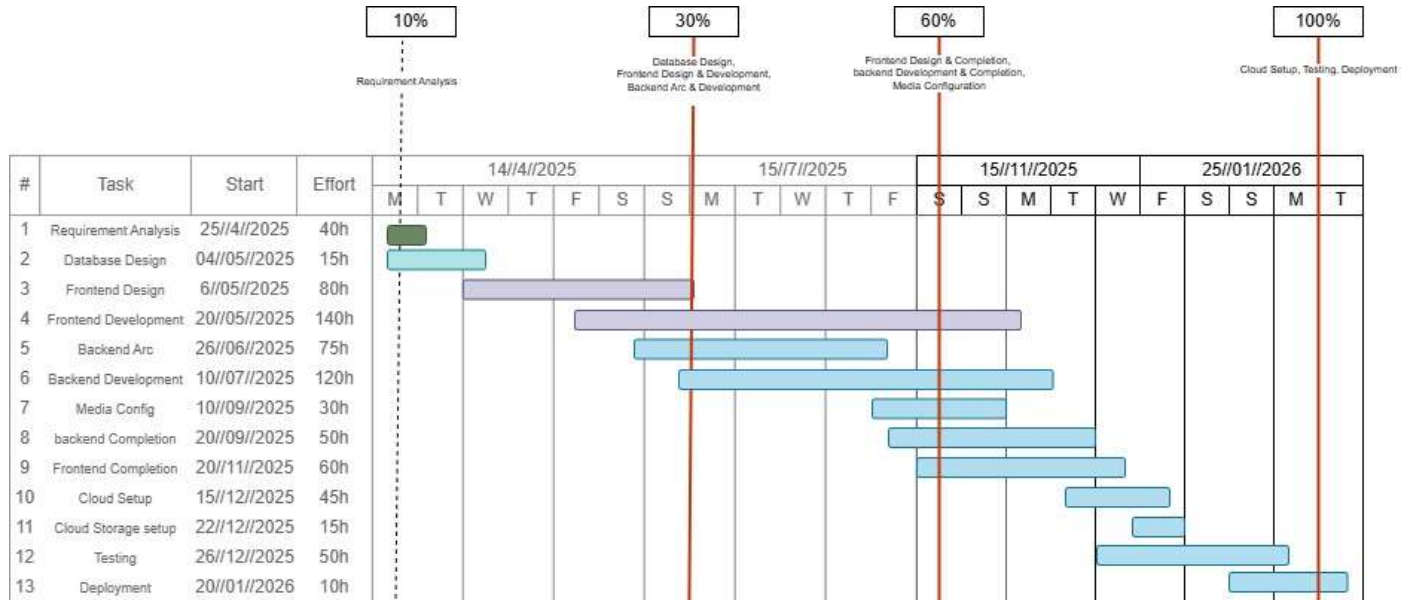 10% 30% 60% 100%
Requirement Analysis
Database Design,
Frontend Design & Development,
Backend Arc & Development
Frontend Design & Completion,
backend Development & Completion,
Media Configuration
Cloud Setup, Testing. Deployment
# Task Start Effort 14//4//2025 15//7//2025 15//11//2025 25//01//2026
M T W T F S S M T W T F S S M T W F S S M T
1 Requirement Analysis 25//4//2025 40h
2 Database Design 04//05//2025 15h
3 Frontend Design 6//05//2025 80h
4 Frontend Development 20//05//2025 140h
5 Backend Arc 26//06//2025 75h
6 Backend Development 10//07//2025 120h
7 Media Config 10//09//2025 30h
8 backend Completion 20//09//2025 50h
9 Frontend Completion 20//11//2025 60h
10 Cloud Setup 15//12//2025 45h
11 Cloud Storage setup 22//12//2025 15h
12 Testing 26//12//2025 50h
13 Deployment 20//01//2026 10h